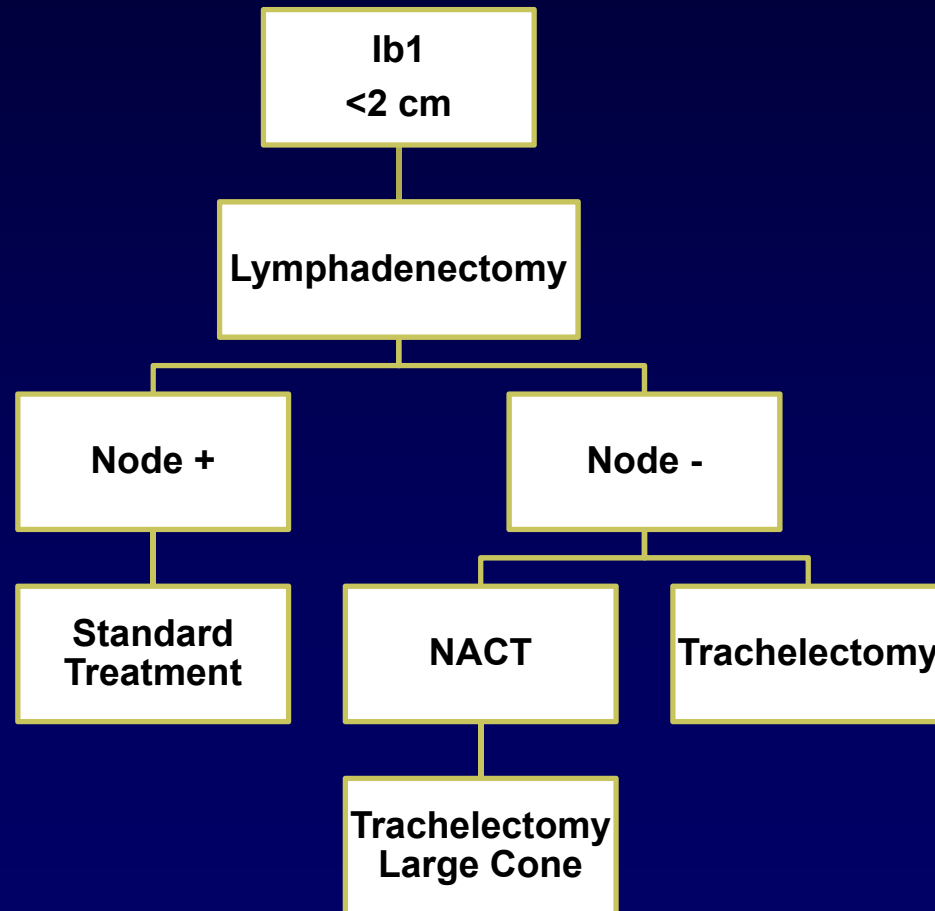 Ib1
<2 cm
Lymphadenectomy
Node +
Node -
Standard
Treatment
NACT
Trachelectomy
Trachelectomy
Large Cone